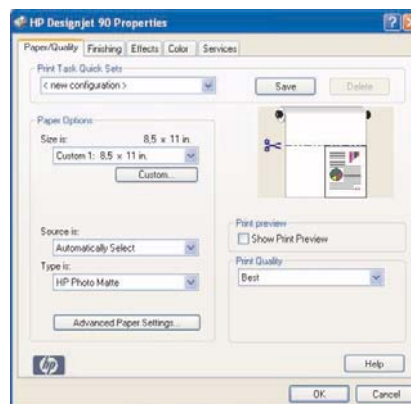 HP Designjet 90 Properties
Paper/Quality Finishing Effects Color Services
Print Task Quick Sets
< new configuration >
Save
Delete
Paper Options
Size is: 8,5 × 11 in.
Custom 1: 8.5 × 11 in.
Custom...
Source is:
Automatically Select
Type is:
HP Photo Matte
Advanced Paper Settings...
Print preview
Show Print Preview
Print Quality
Best
hp
Help
OK
Cancel